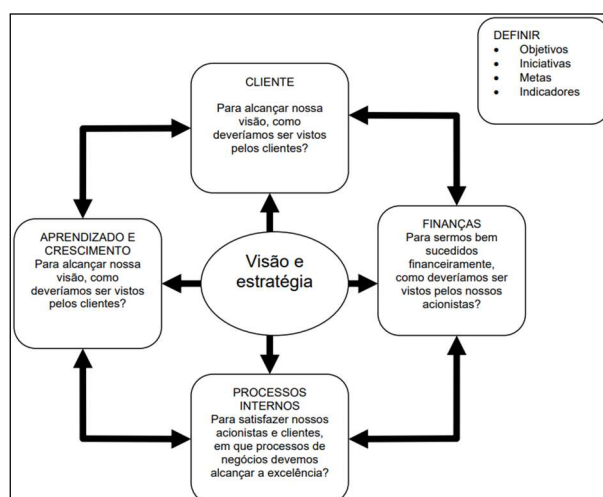 DEFINIR
• Objetivos
• Iniciativas
• Metas
• Indicadores
CLIENTE
Para alcançar nossa
visão, como
deveríamos ser vistos
pelos clientes?
APRENDIZADO E
CRESCIMENTO
Para alcançar nossa
visão, como
deveríamos ser vistos
pelos clientes?
Visão e
estratégia
FINANÇAS
Para sermos bem
sucedidos
financeiramente,
como deveríamos ser
vistos pelos nossos
acionistas?
PROCESSOS
INTERNOS
Para satisfazer nossos
acionistas e clientes,
em que processos de
negócios devemos
alcançar a excelência?